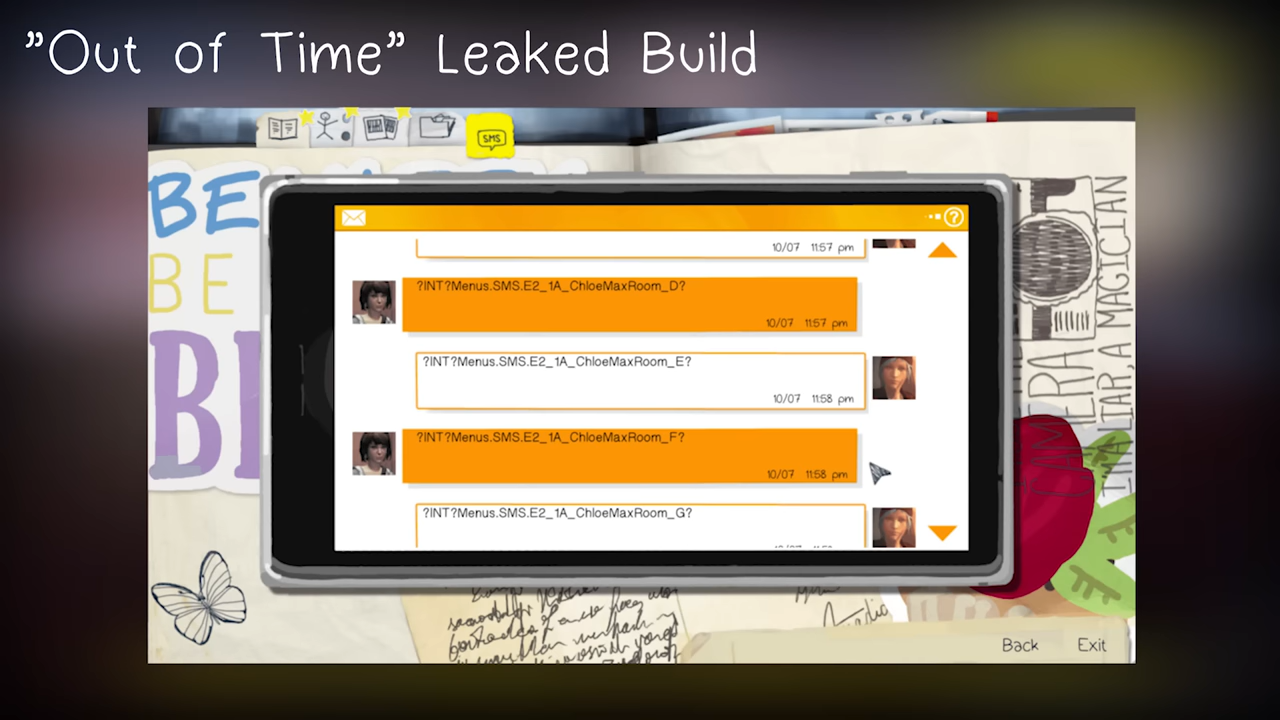 ”Out of Time” Leaked Build
SMS
BE
BE
10/07 11:57 pm
?INT?Menus.SMS.E2_1A_ChloeMaxRoom_D?
10/07 11:57 pm
?INT?Menus.SMS.E2_1A_ChloeMaxRoom_E?
10/07 11:58 pm
?INT?Menus.SMS.E2_1A_ChloeMaxRoom_F?
10/07 11:58 pm
?INT?Menus.SMS.E2_1A_ChloeMaxRoom_G?
CAMERA
LIAR, A MAGICIAN
Back Exit